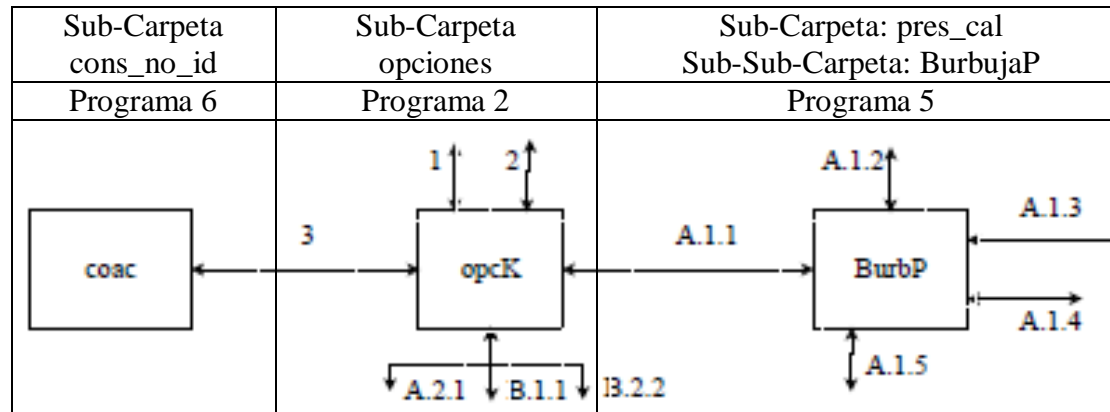 Sub-Carpeta
cons_no_id
Sub-Carpeta
opciones
Sub-Carpeta: pres_cal
Sub-Sub-Carpeta: BurbujaP
Programa 6
Programa 2
Programa 5
1
2
A.1.2
A.1.3
3
A.1.1
coac
opcK
BurbP
A.1.4
A.1.5
A.2.1
B.1.1
B.2.2